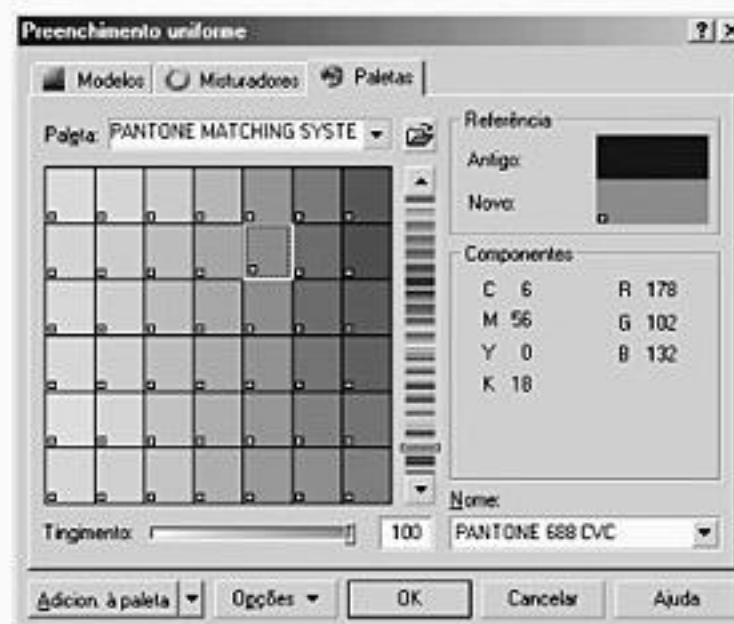 Preenchimento uniforme
Modelos Misturadores Paletas
Paleta: PANTONE MATCHING SYSTE
Referência
Antigo:
Novo:
Componentes
C 6 R 178
M 56 G 102
Y 0 B 132
K 18
Nome:
Tingimento: 100 PANTONE 688 CVC
Adicion. à paleta Opções OK Cancelar Ajuda